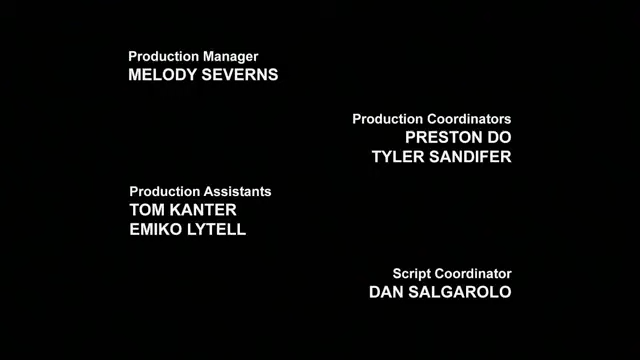 Production Manager
MELODY SEVERNS
Production Coordinators
PRESTON DO
TYLER SANDIFER
Production Assistants
TOM KANTER
EMIKO LYTELL
Script Coordinator
DAN SALGAROLO